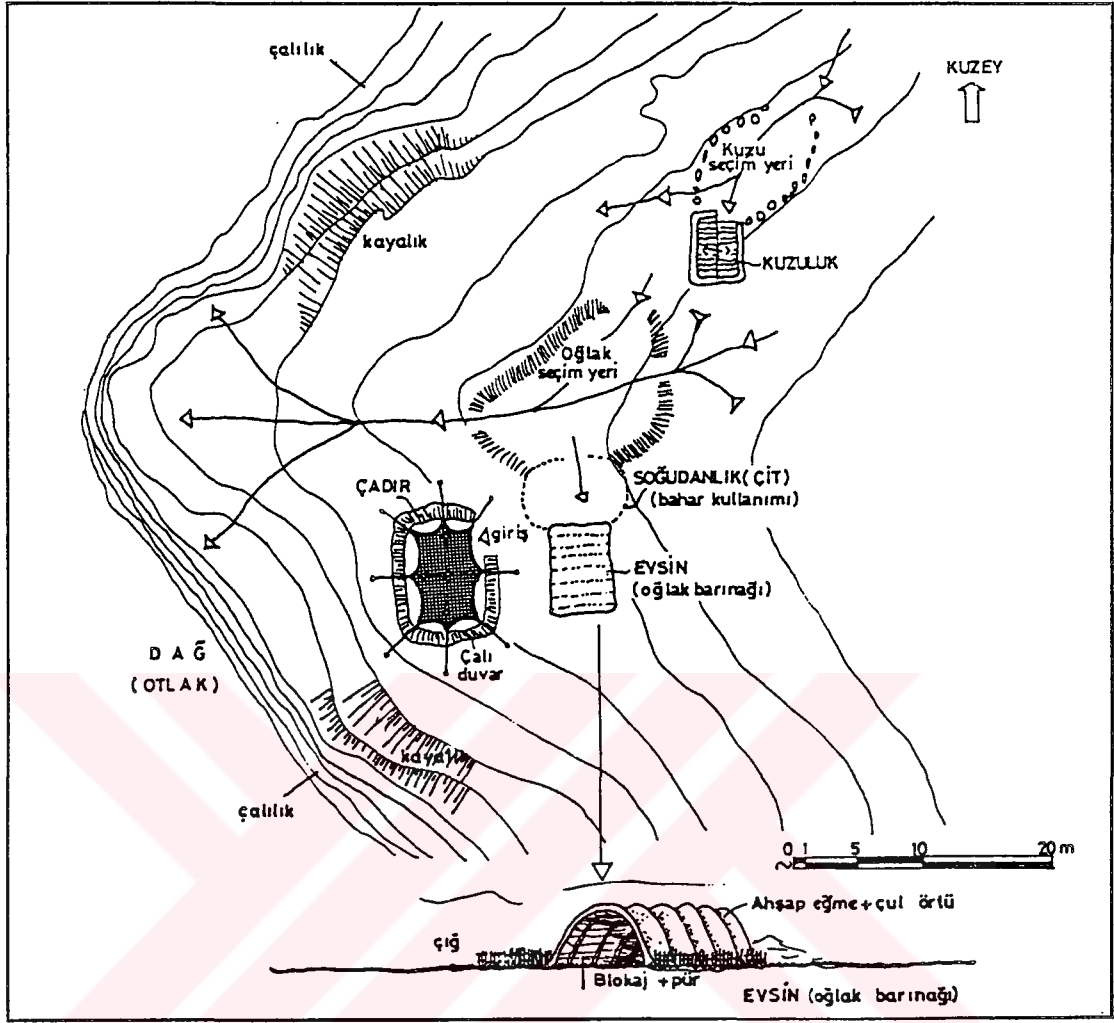 çalılık
KUZEY
Kuzu
seçim yeri
kayalık
KUZULUK
Oğlak
seçim yeri
ÇADIR
giriş
SOĞUDANLIK (ÇİT)
(bahar kullanımı)
EVSİN
(oğlak barınağı)
Çalı
duvar
DAĞ
(OTLAK)
kayalık
çalılık
0 1 5 10 20 m
Ahşap eğme + çul örtü
çığ
Blokaj + pür
EVSİN (oğlak barınağı)